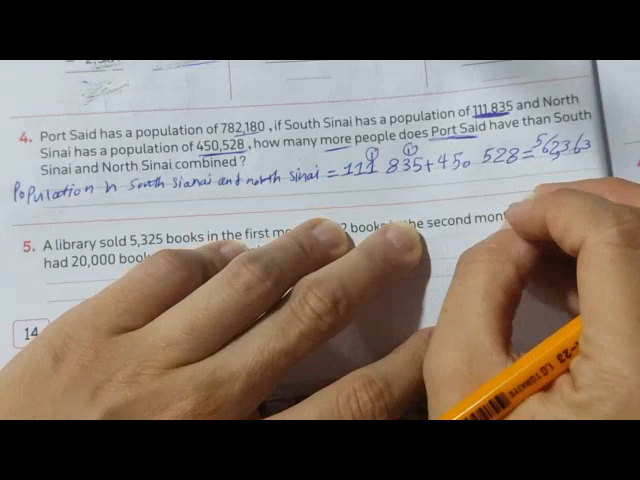 4. Port Said has a population of 782,180 , if South Sinai has a population of 111,835 and North
Sinai has a population of 450,528 , how many more people does Port Said have than South
Sinai and North Sinai combined ?
Population in South Sianai and north sinai = 111 835 + 450 528 = 562363
5. A library sold 5,325 books in the first books the second
had 20,000
14